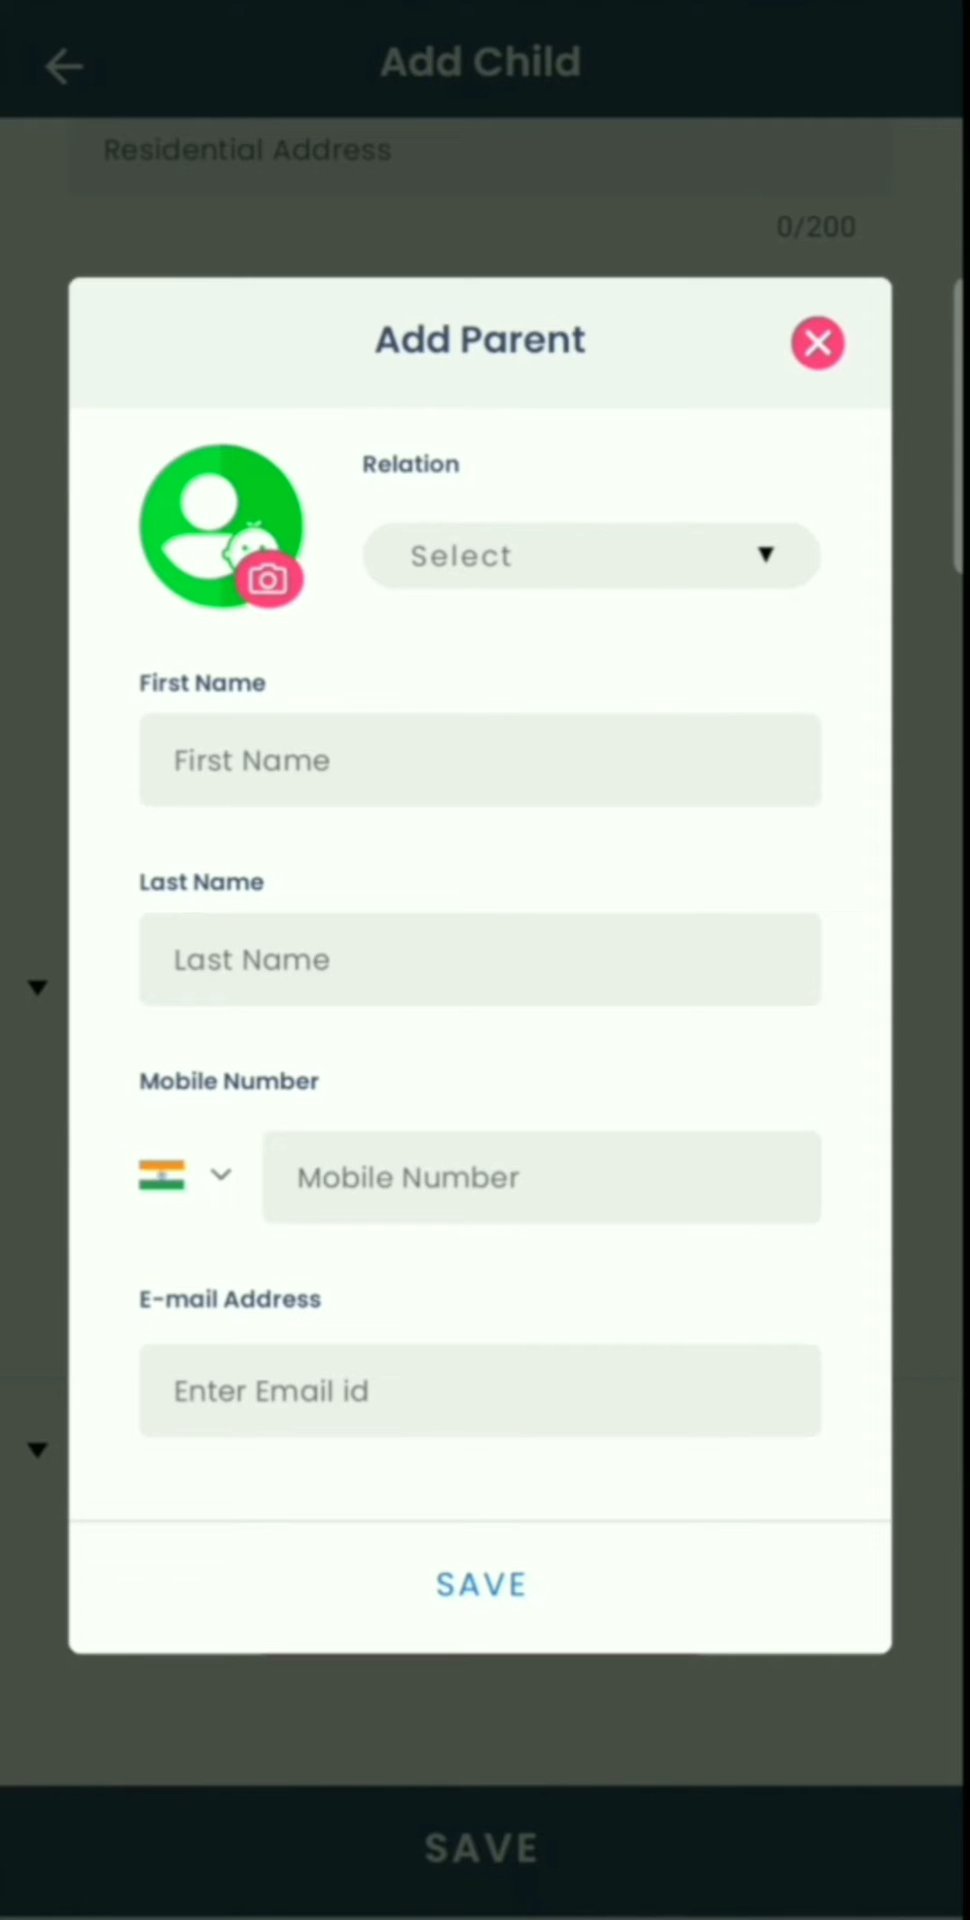 Add Child
Residential Address
0/200
Add Parent
Relation
Select
First Name
First Name
Last Name
Last Name
Mobile Number
Mobile Number
E-mail Address
Enter Email id
SAVE
SAVE